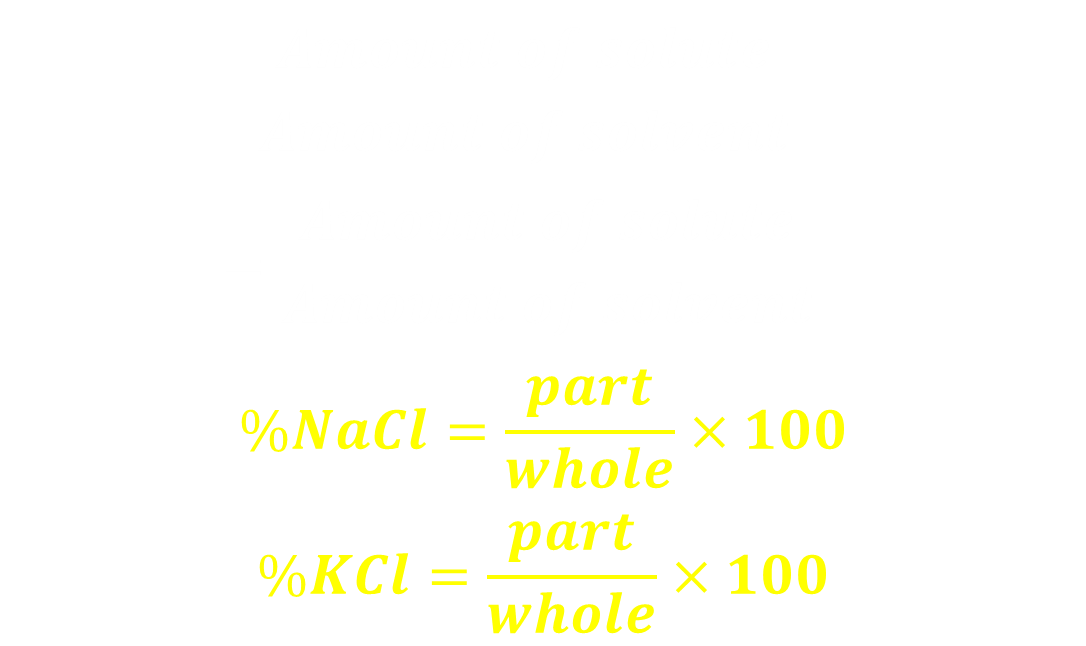 %NaCl = part/whole × 100
%KCl = part/whole × 100